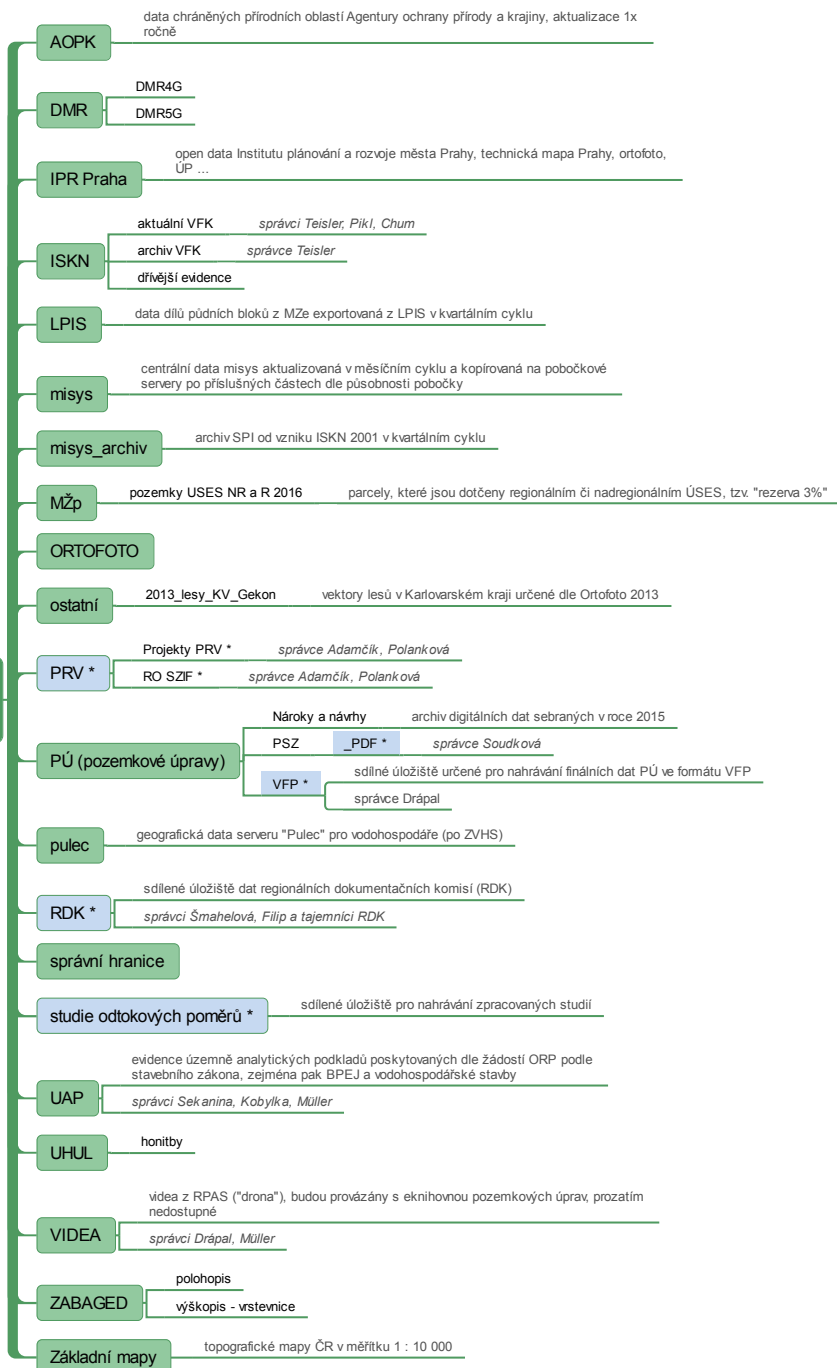 data chráněných přírodních oblastí Agentury ochrany přírody a krajiny, aktualizace 1x
ročně
AOPK
DMR4G
DMR
DMR5G
open data Institutu plánování a rozvoje města Prahy, technická mapa Prahy, ortofoto,
ÚP ...
IPR Praha
aktuální VFK správci Teisler, Pikl, Chum
ISKN
archiv VFK správce Teisler
dřívější evidence
LPIS
data dílů půdních bloků z MZe exportovaná z LPIS v kvartálním cyklu
centrální data misys aktualizovaná v měsíčním cyklu a kopírovaná na pobočkové
servery po příslušných částech dle působnosti pobočky
misys
misys_archiv
archiv SPI od vzniku ISKN 2001 v kvartálním cyklu
MŽp
pozemky USES NR a R 2016 parcely, které jsou dotčeny regionálním či nadregionálním ÚSES, tzv. "rezerva 3%"
ORTOFOTO
ostatní
2013_lesy_KV_Gekon vektory lesů v Karlovarském kraji určené dle Ortofoto 2013
Projekty PRV * správce Adamčík, Polanková
PRV *
RO SZIF * správce Adamčík, Polanková
Nároky a návrhy archiv digitálních dat sebraných v roce 2015
PÚ (pozemkové úpravy)
PSZ _PDF * správce Soudková
VFP *
sdílné úložiště určené pro nahrávání finálních dat PÚ ve formátu VFP
správce Drápal
pulec
geografická data serveru "Pulec" pro vodohospodáře (po ZVHS)
sdílené úložiště dat regionálních dokumentačních komisí (RDK)
RDK *
správci Šmahelová, Filip a tajemníci RDK
správní hranice
studie odtokových poměrů *
sdílené úložiště pro nahrávání zpracovaných studií
evidence územně analytických podkladů poskytovaných dle žádostí ORP podle
stavebního zákona, zejména pak BPEJ a vodohospodářské stavby
UAP
správci Sekanina, Kobylka, Müller
UHUL
honitby
videa z RPAS ("drona"), budou provázány s eknihovnou pozemkových úprav, prozatím
nedostupné
VIDEA
správci Drápal, Müller
polohopis
ZABAGED
výškopis - vrstevnice
Základní mapy
topografické mapy ČR v měřítku 1 : 10 000